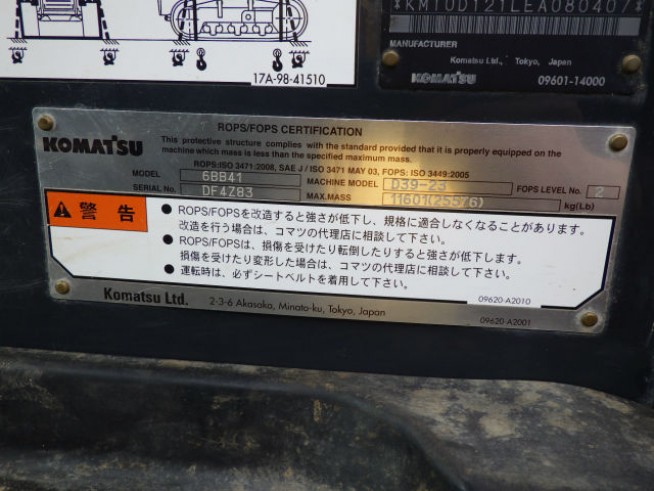 *KMT0D121LEA080407*
MANUFACTURER
Komatsu Ltd., Tokyo, Japan
KOMATSU 09601-14000
17A-98-41510
ROPS/FOPS CERTIFICATION
KOMATSU
This protective structure complies with the standard provided that it is properly equipped on the
machine which mass is less than the specified maximum mass.
ROPS:ISO 3471:2008, SAE J / ISO 3471 MAY 03, FOPS: ISO 3449:2005
MODEL 6BB41 MACHINE MODEL D39-23 FOPS LEVEL No. 2
SERIAL No. DF4Z83 MAX.MASS 11601(25576) kg(Lb)
警告
● ROPS/FOPSを改造すると強さが低下し、規格に適合しなくなることがあります。
改造を行う場合は、コマツの代理店に相談して下さい。
● ROPS/FOPSは、損傷を受けたり転倒したりすると強さが低下します。
損傷を受けたり変形した場合は、コマツの代理店に相談して下さい。
● 運転時は、必ずシートベルトを着用して下さい。
09620-A2010
Komatsu Ltd. 2-3-6 Akasaka, Minato-ku, Tokyo, Japan 09620-A2001